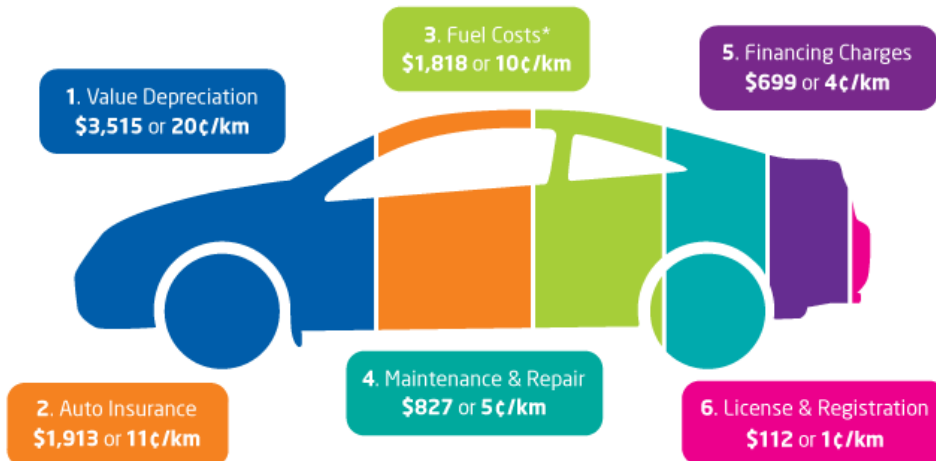 1. Value Depreciation
$3,515 or 20¢/km
2. Auto Insurance
$1,913 or 11¢/km
3. Fuel Costs*
$1,818 or 10¢/km
4. Maintenance & Repair
$827 or 5¢/km
5. Financing Charges
$699 or 4¢/km
6. License & Registration
$112 or 1¢/km